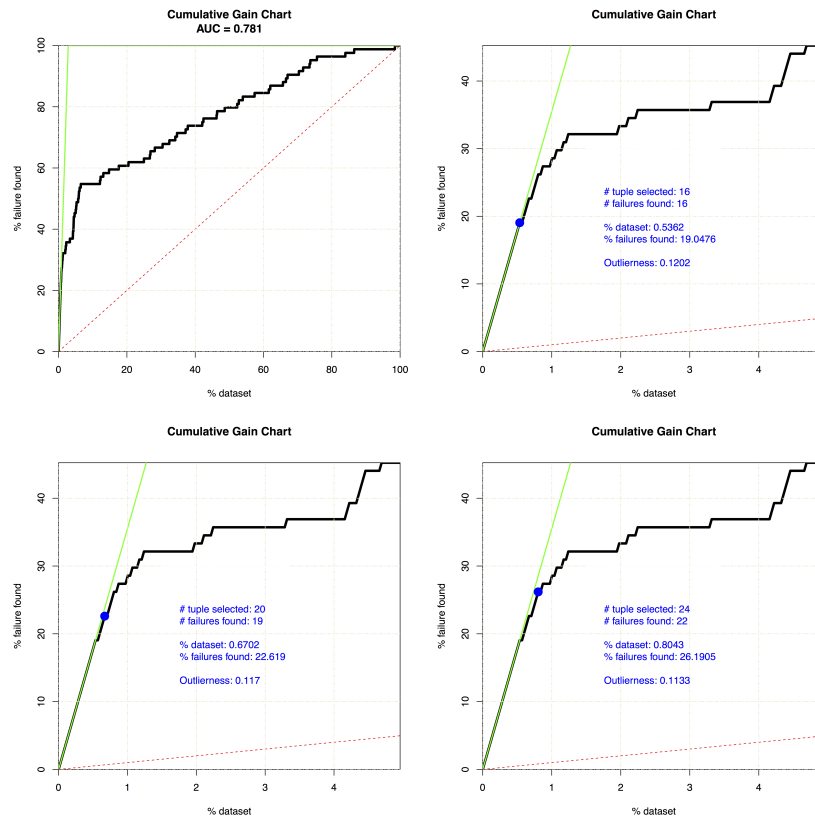 Cumulative Gain Chart
AUC = 0.781
% failure found
100
80
60
40
20
0
0 20 40 60 80 100
% dataset
Cumulative Gain Chart
% failure found
40
30
20
10
0
# tuple selected: 16
# failures found: 16
% dataset: 0.5362
% failures found: 19.0476
Outlierness: 0.1202
0 1 2 3 4
% dataset
Cumulative Gain Chart
% failure found
40
30
20
10
0
# tuple selected: 20
# failures found: 19
% dataset: 0.6702
% failures found: 22.619
Outlierness: 0.117
0 1 2 3 4
% dataset
Cumulative Gain Chart
% failure found
40
30
20
10
0
# tuple selected: 24
# failures found: 22
% dataset: 0.8043
% failures found: 26.1905
Outlierness: 0.1133
0 1 2 3 4
% dataset